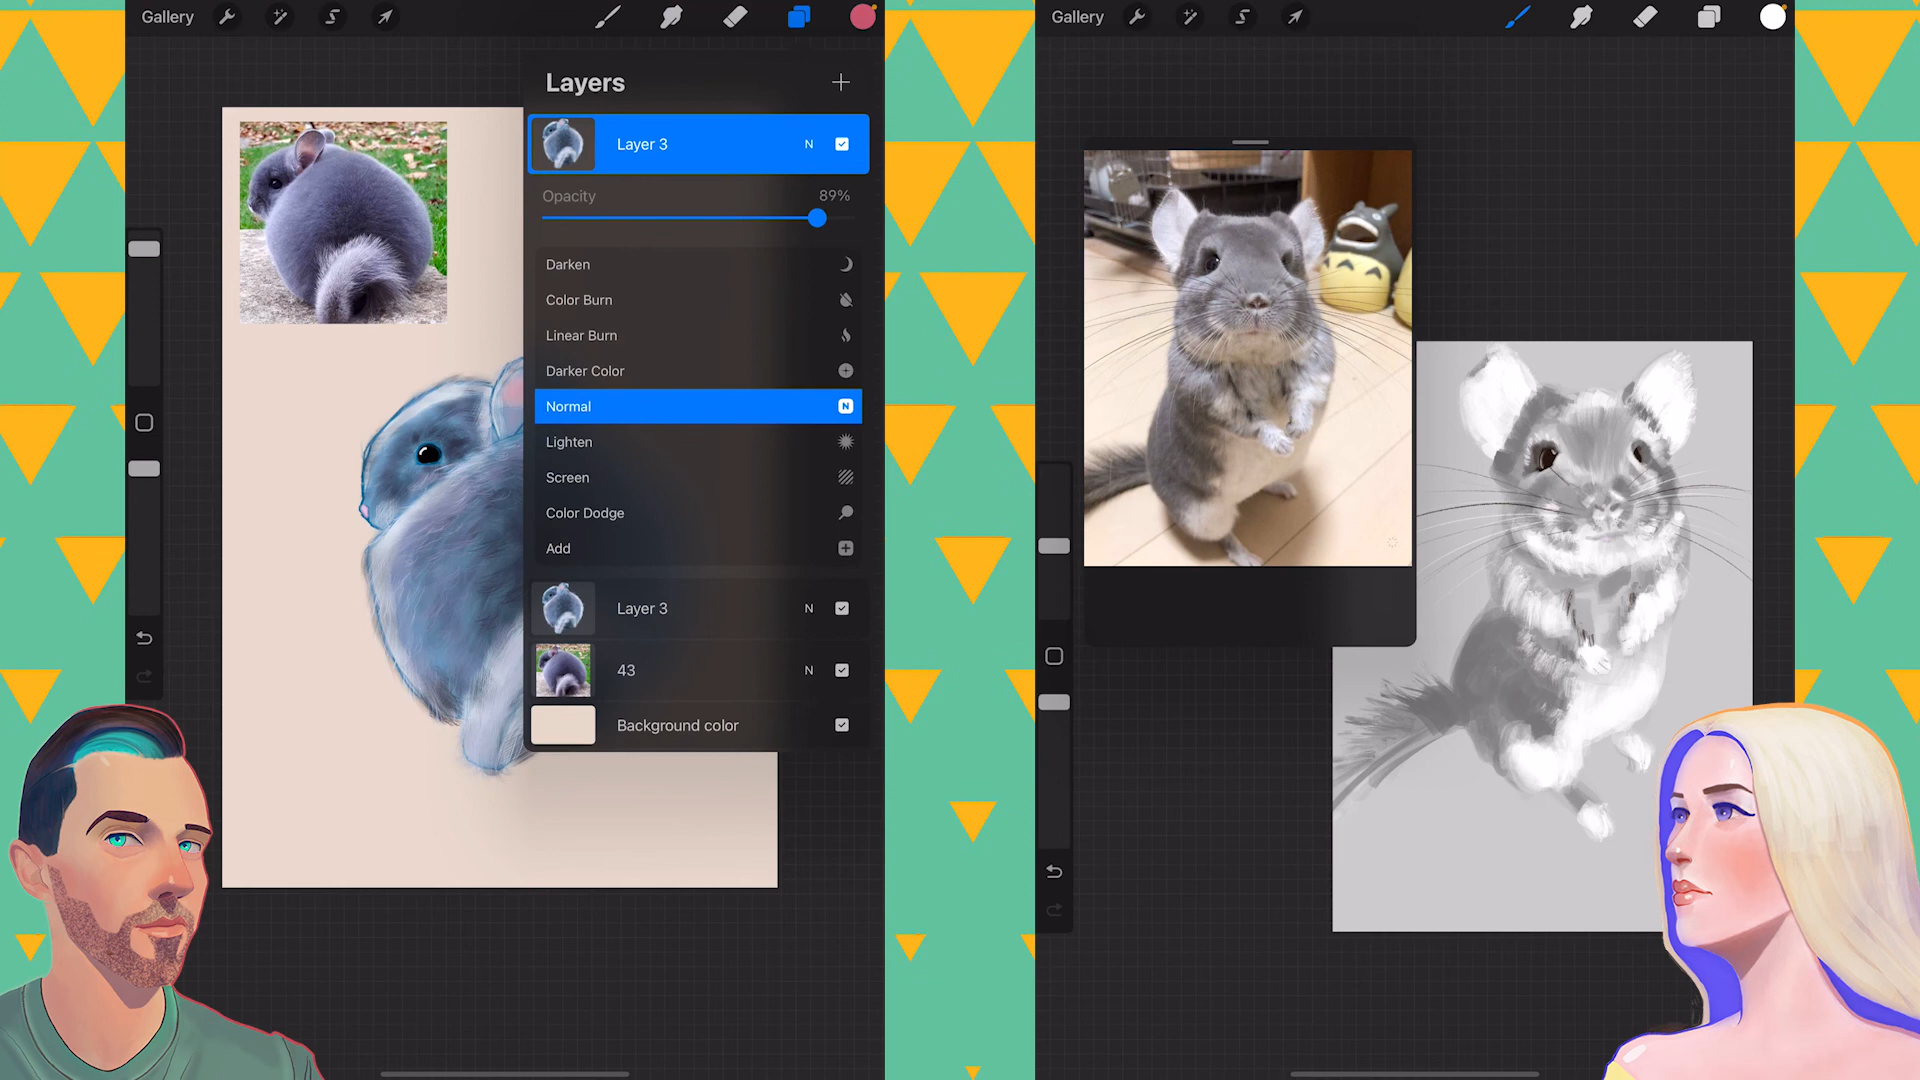 Gallery
Layers
Layer 3 N
Opacity 89%
Darken
Color Burn
Linear Burn
Darker Color
Normal N
Lighten
Screen
Color Dodge
Add
Layer 3 N
43 N
Background color
Gallery